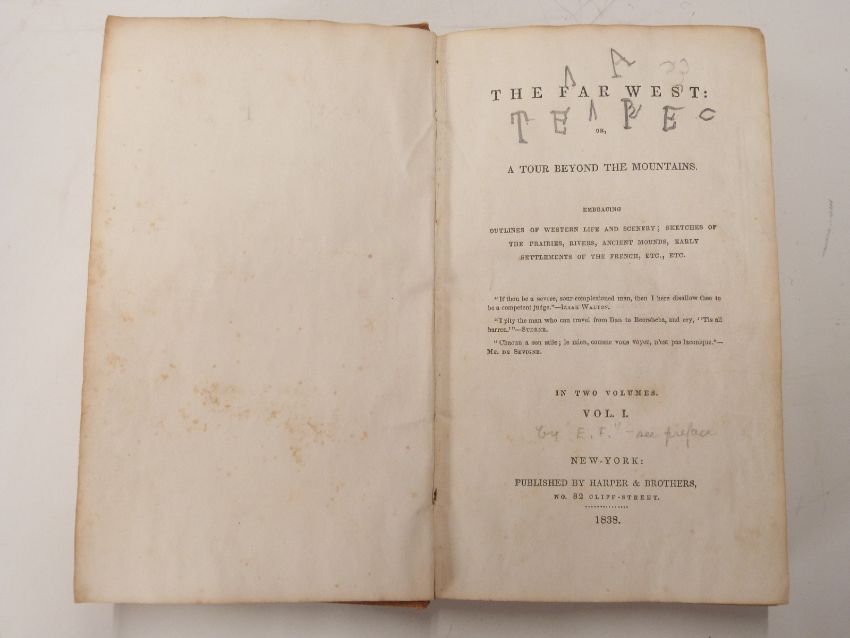 THE FAR WEST:
OR,
A TOUR BEYOND THE MOUNTAINS.
EMBRACING
OUTLINES OF WESTERN LIFE AND SCENERY; SKETCHES OF
THE PRAIRIES, RIVERS, ANCIENT MOUNDS, EARLY
SETTLEMENTS OF THE FRENCH, ETC., ETC.
"If thou be a severe, sour-complexioned man, then I here disallow thee to
be a competent judge."—IZAAK WALTON.
"I pity the man who can travel from Dan to Beersheba, and cry, ''Tis all
barren.'"—STERNE.
"Chacun a son stile; le mien, comme vous voyez, n'est pas laconique."—
ME. DE SEVIGNE.
IN TWO VOLUMES.
VOL. I.
by "E. F." - see preface
NEW-YORK:
PUBLISHED BY HARPER & BROTHERS,
NO. 82 CLIFF-STREET.
1838.